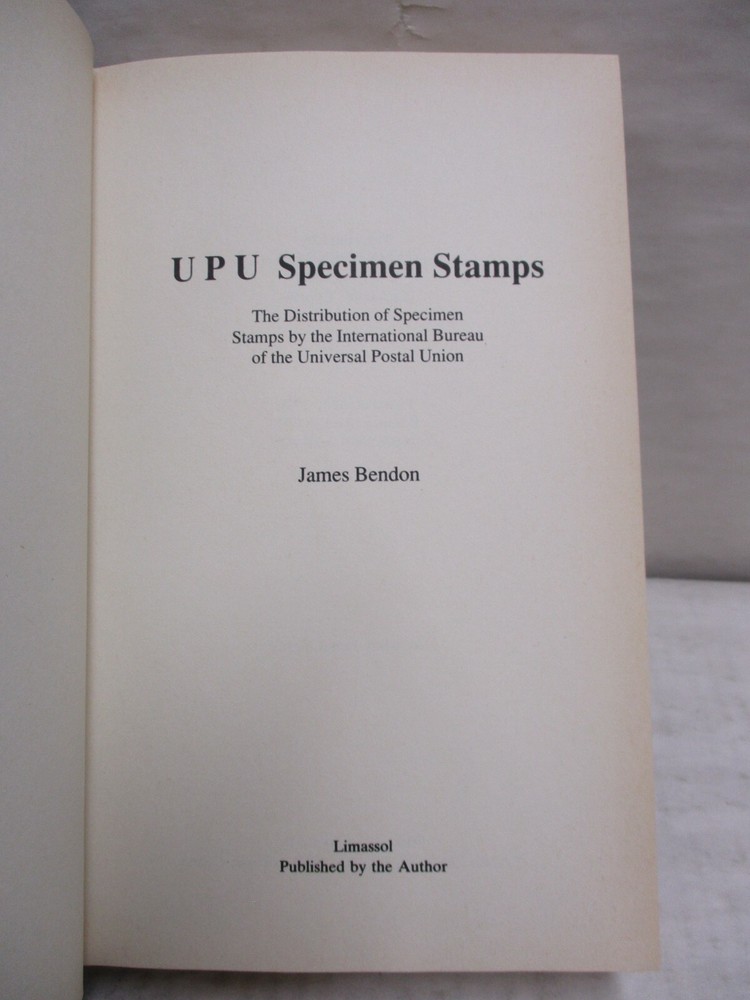 U P U Specimen Stamps
The Distribution of Specimen
Stamps by the International Bureau
of the Universal Postal Union
James Bendon
Limassol
Published by the Author